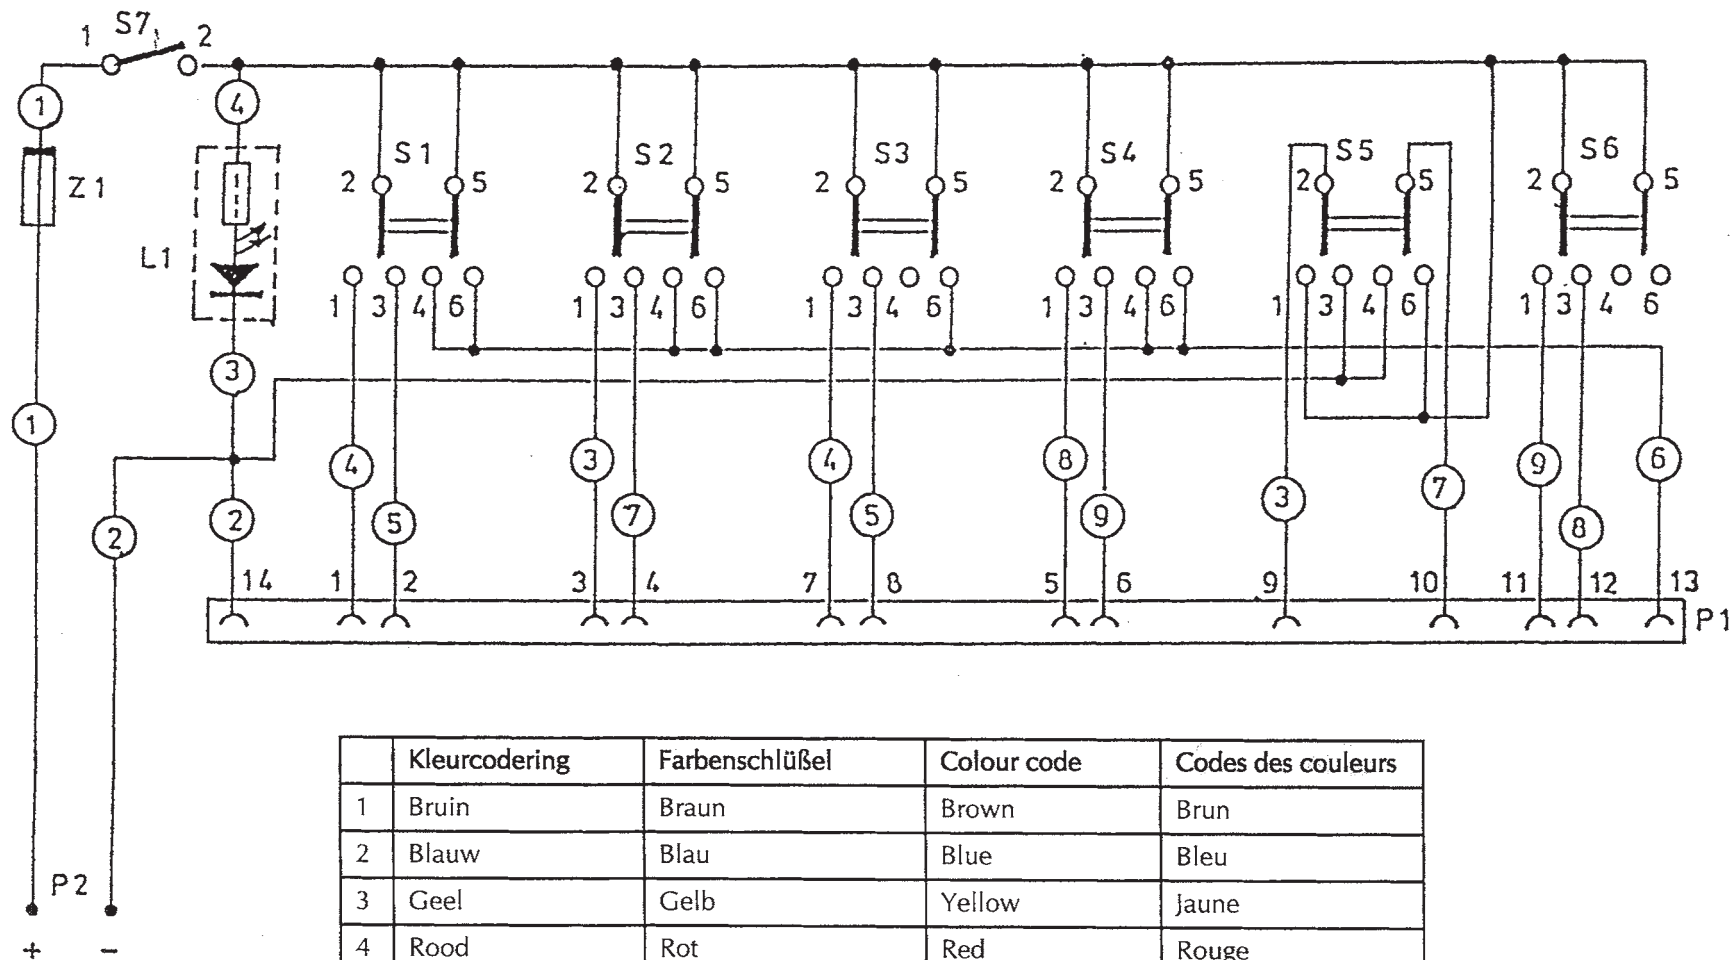 S7
1 2
1 4
Z1
L1
S1 S2 S3 S4 S5 S6
2 5 2 5 2 5 2 5 2 5 2 5
1 3 4 6 1 3 4 6 1 3 4 6 1 3 4 6 1 3 4 6 1 3 4 6
3
1
4 3 4 8 9 6
3 7
2 2 5 7 5 9 8
14 1 2 3 4 7 8 5 6 9 10 11 12 13
P1
Kleurcodering Farbenschlüßel Colour code Codes des couleurs
1 Bruin Braun Brown Brun
2 Blauw Blau Blue Bleu
3 Geel Gelb Yellow Jaune
4 Rood Rot Red Rouge
P2
+ −